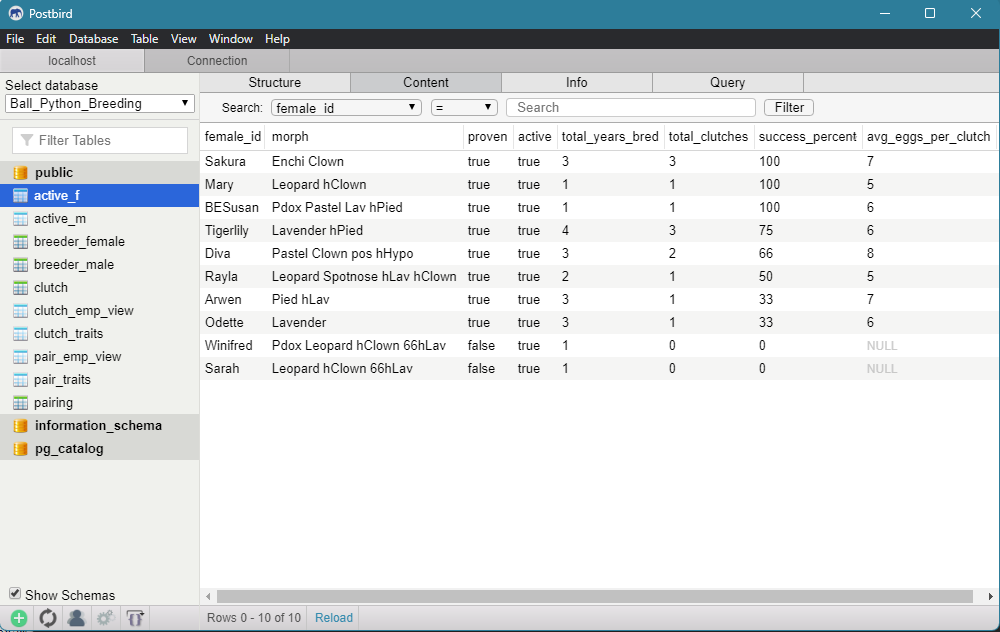 Postbird
File Edit Database Table View Window Help
localhost Connection
Select database
Ball_Python_Breeding
Filter Tables
public
active_f
active_m
breeder_female
breeder_male
clutch
clutch_emp_view
clutch_traits
pair_emp_view
pair_traits
pairing
information_schema
pg_catalog
Show Schemas
Structure Content Info Query
Search: female_id = Search Filter
female_id morph proven active total_years_bred total_clutches success_percent avg_eggs_per_clutch
Sakura Enchi Clown true true 3 3 100 7
Mary Leopard hClown true true 1 1 100 5
BESusan Pdox Pastel Lav hPied true true 1 1 100 6
Tigerlily Lavender hPied true true 4 3 75 6
Diva Pastel Clown pos hHypo true true 3 2 66 8
Rayla Leopard Spotnose hLav hClown true true 2 1 50 5
Arwen Pied hLav true true 3 1 33 7
Odette Lavender true true 3 1 33 6
Winifred Pdox Leopard hClown 66hLav false true 1 0 0 NULL
Sarah Leopard hClown 66hLav false true 1 0 0 NULL
Rows 0 - 10 of 10 Reload